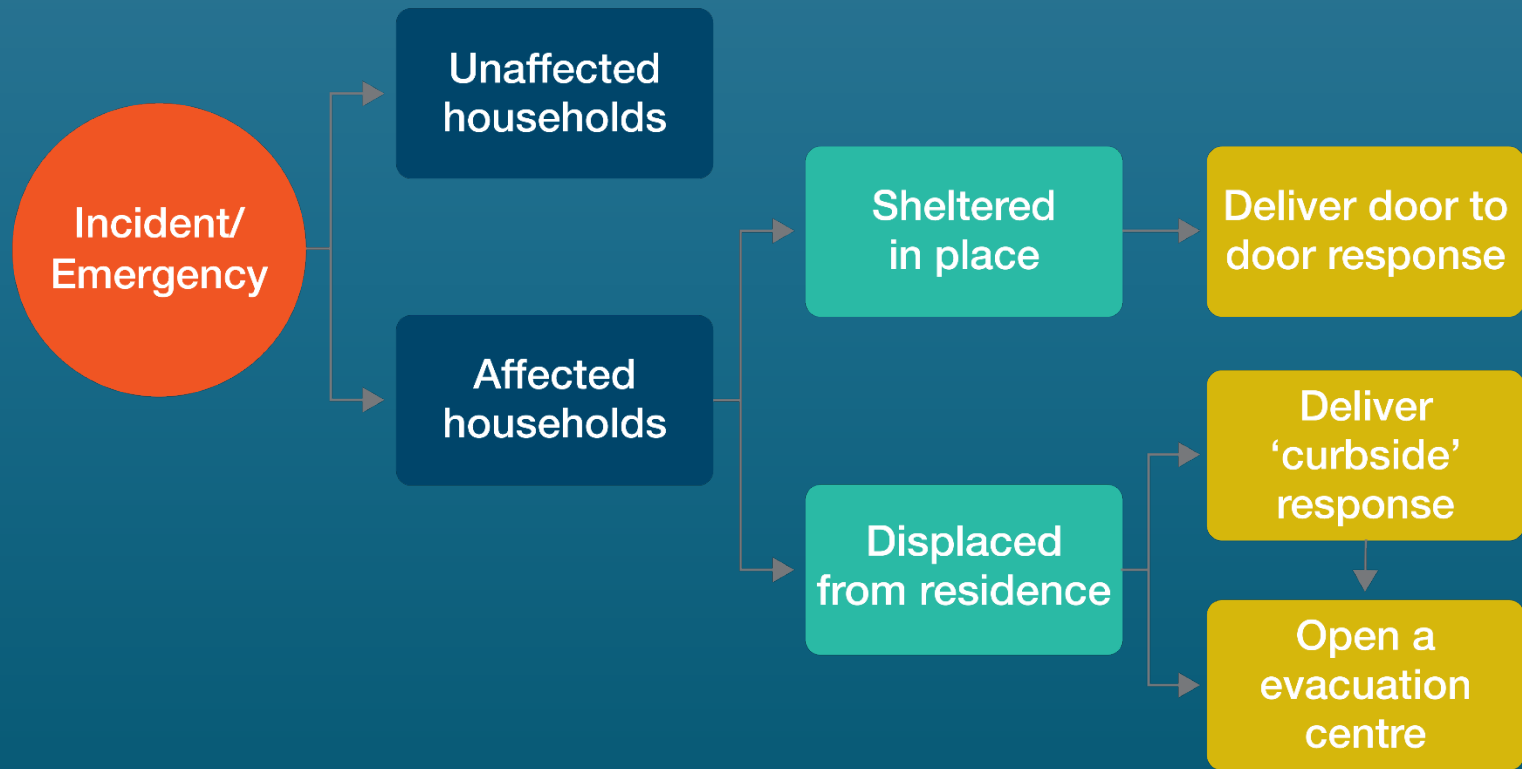 Incident/
Emergency
Unaffected
households
Affected
households
Sheltered
in place
Displaced
from residence
Deliver door to
door response
Deliver
‘curbside’
response
Open a
evacuation
centre